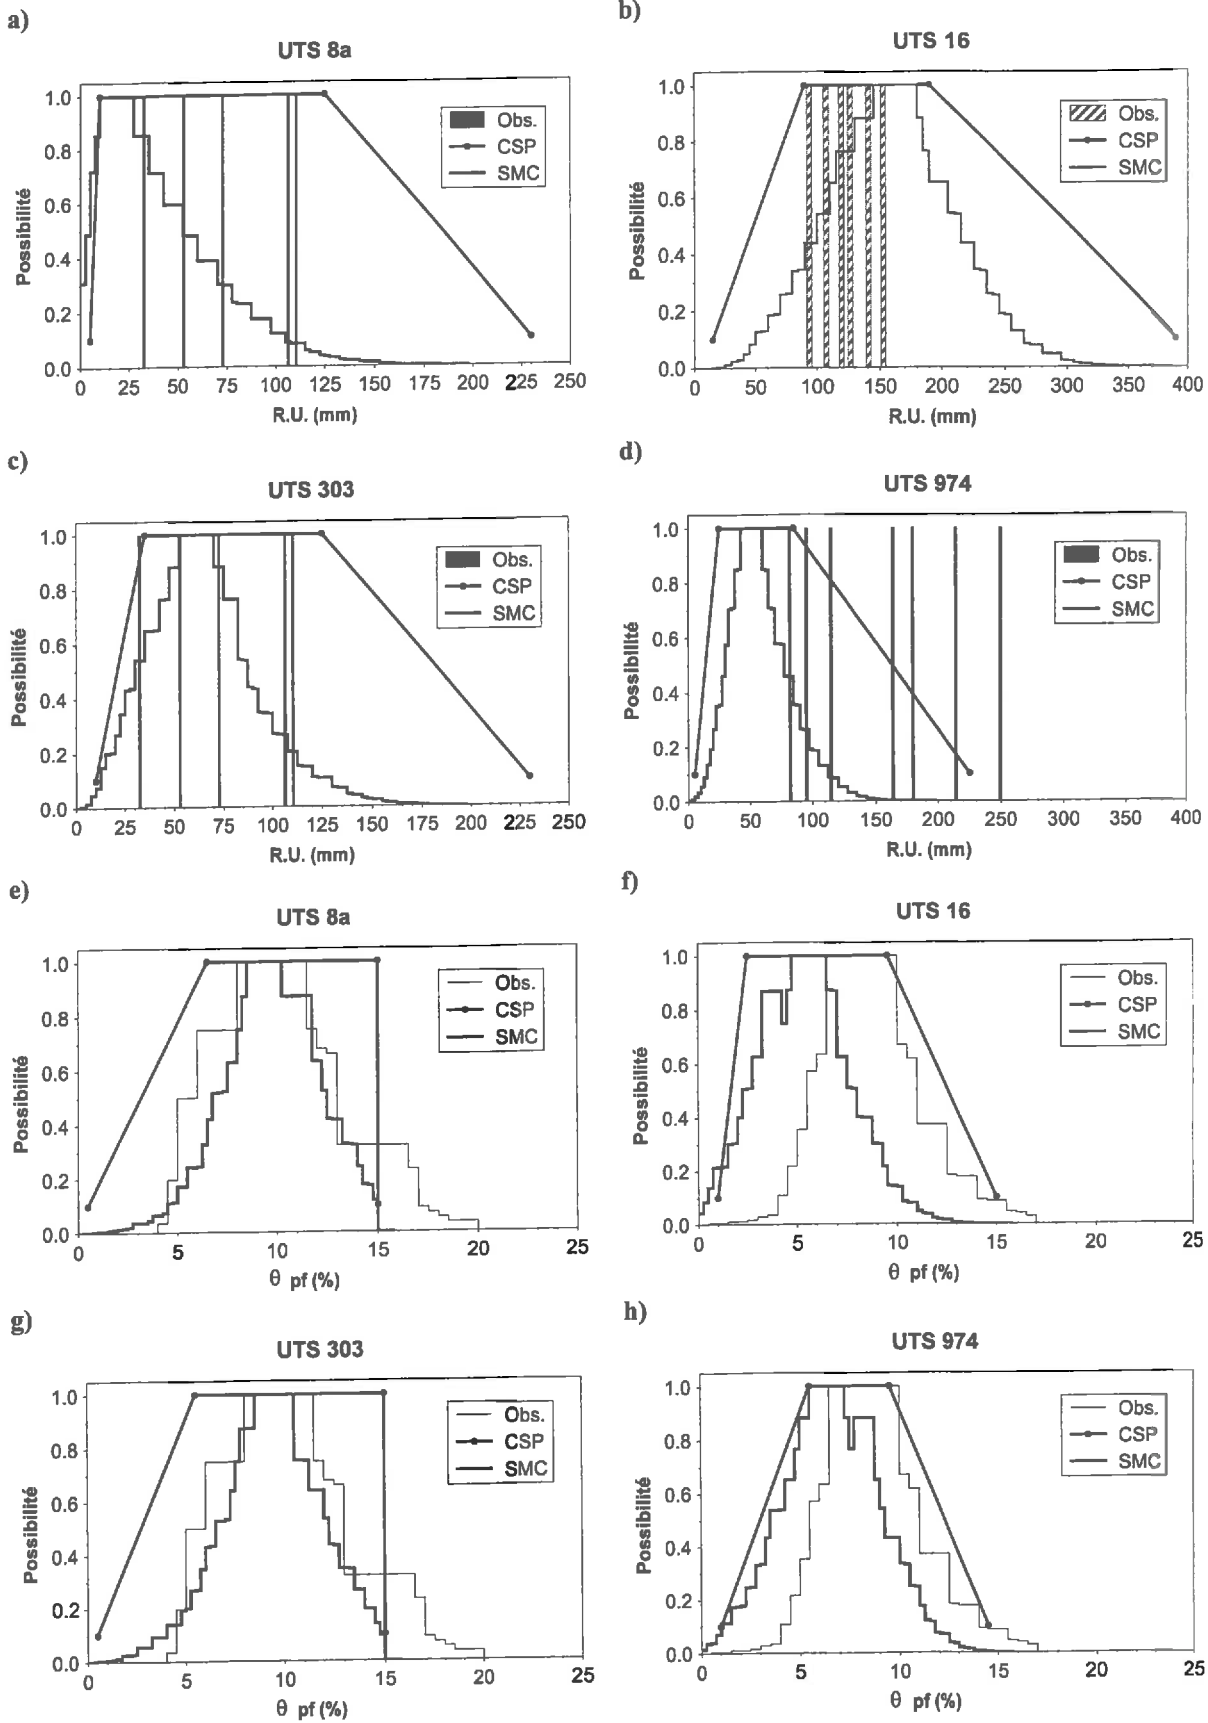 a)
UTS 8a
Possibilité
1.0
0.8
0.6
0.4
0.2
0.0
0 25 50 75 100 125 150 175 200 225 250
R.U. (mm)
Obs.
CSP
SMC
b)
UTS 16
Possibilité
1.0
0.8
0.6
0.4
0.2
0.0
0 50 100 150 200 250 300 350 400
R.U. (mm)
Obs.
CSP
SMC
c)
UTS 303
Possibilité
1.0
0.8
0.6
0.4
0.2
0.0
0 25 50 75 100 125 150 175 200 225 250
R.U. (mm)
Obs.
CSP
SMC
d)
UTS 974
Possibilité
1.0
0.8
0.6
0.4
0.2
0.0
0 50 100 150 200 250 300 350 400
R.U. (mm)
Obs.
CSP
SMC
e)
UTS 8a
Possibilité
1.0
0.8
0.6
0.4
0.2
0.0
0 5 10 15 20 25
θ pf (%)
Obs.
CSP
SMC
f)
UTS 16
Possibilité
1.0
0.8
0.6
0.4
0.2
0.0
0 5 10 15 20 25
θ pf (%)
Obs.
CSP
SMC
g)
UTS 303
Possibilité
1.0
0.8
0.6
0.4
0.2
0.0
0 5 10 15 20 25
θ pf (%)
Obs.
CSP
SMC
h)
UTS 974
Possibilité
1.0
0.8
0.6
0.4
0.2
0.0
0 5 10 15 20 25
θ pf (%)
Obs.
CSP
SMC